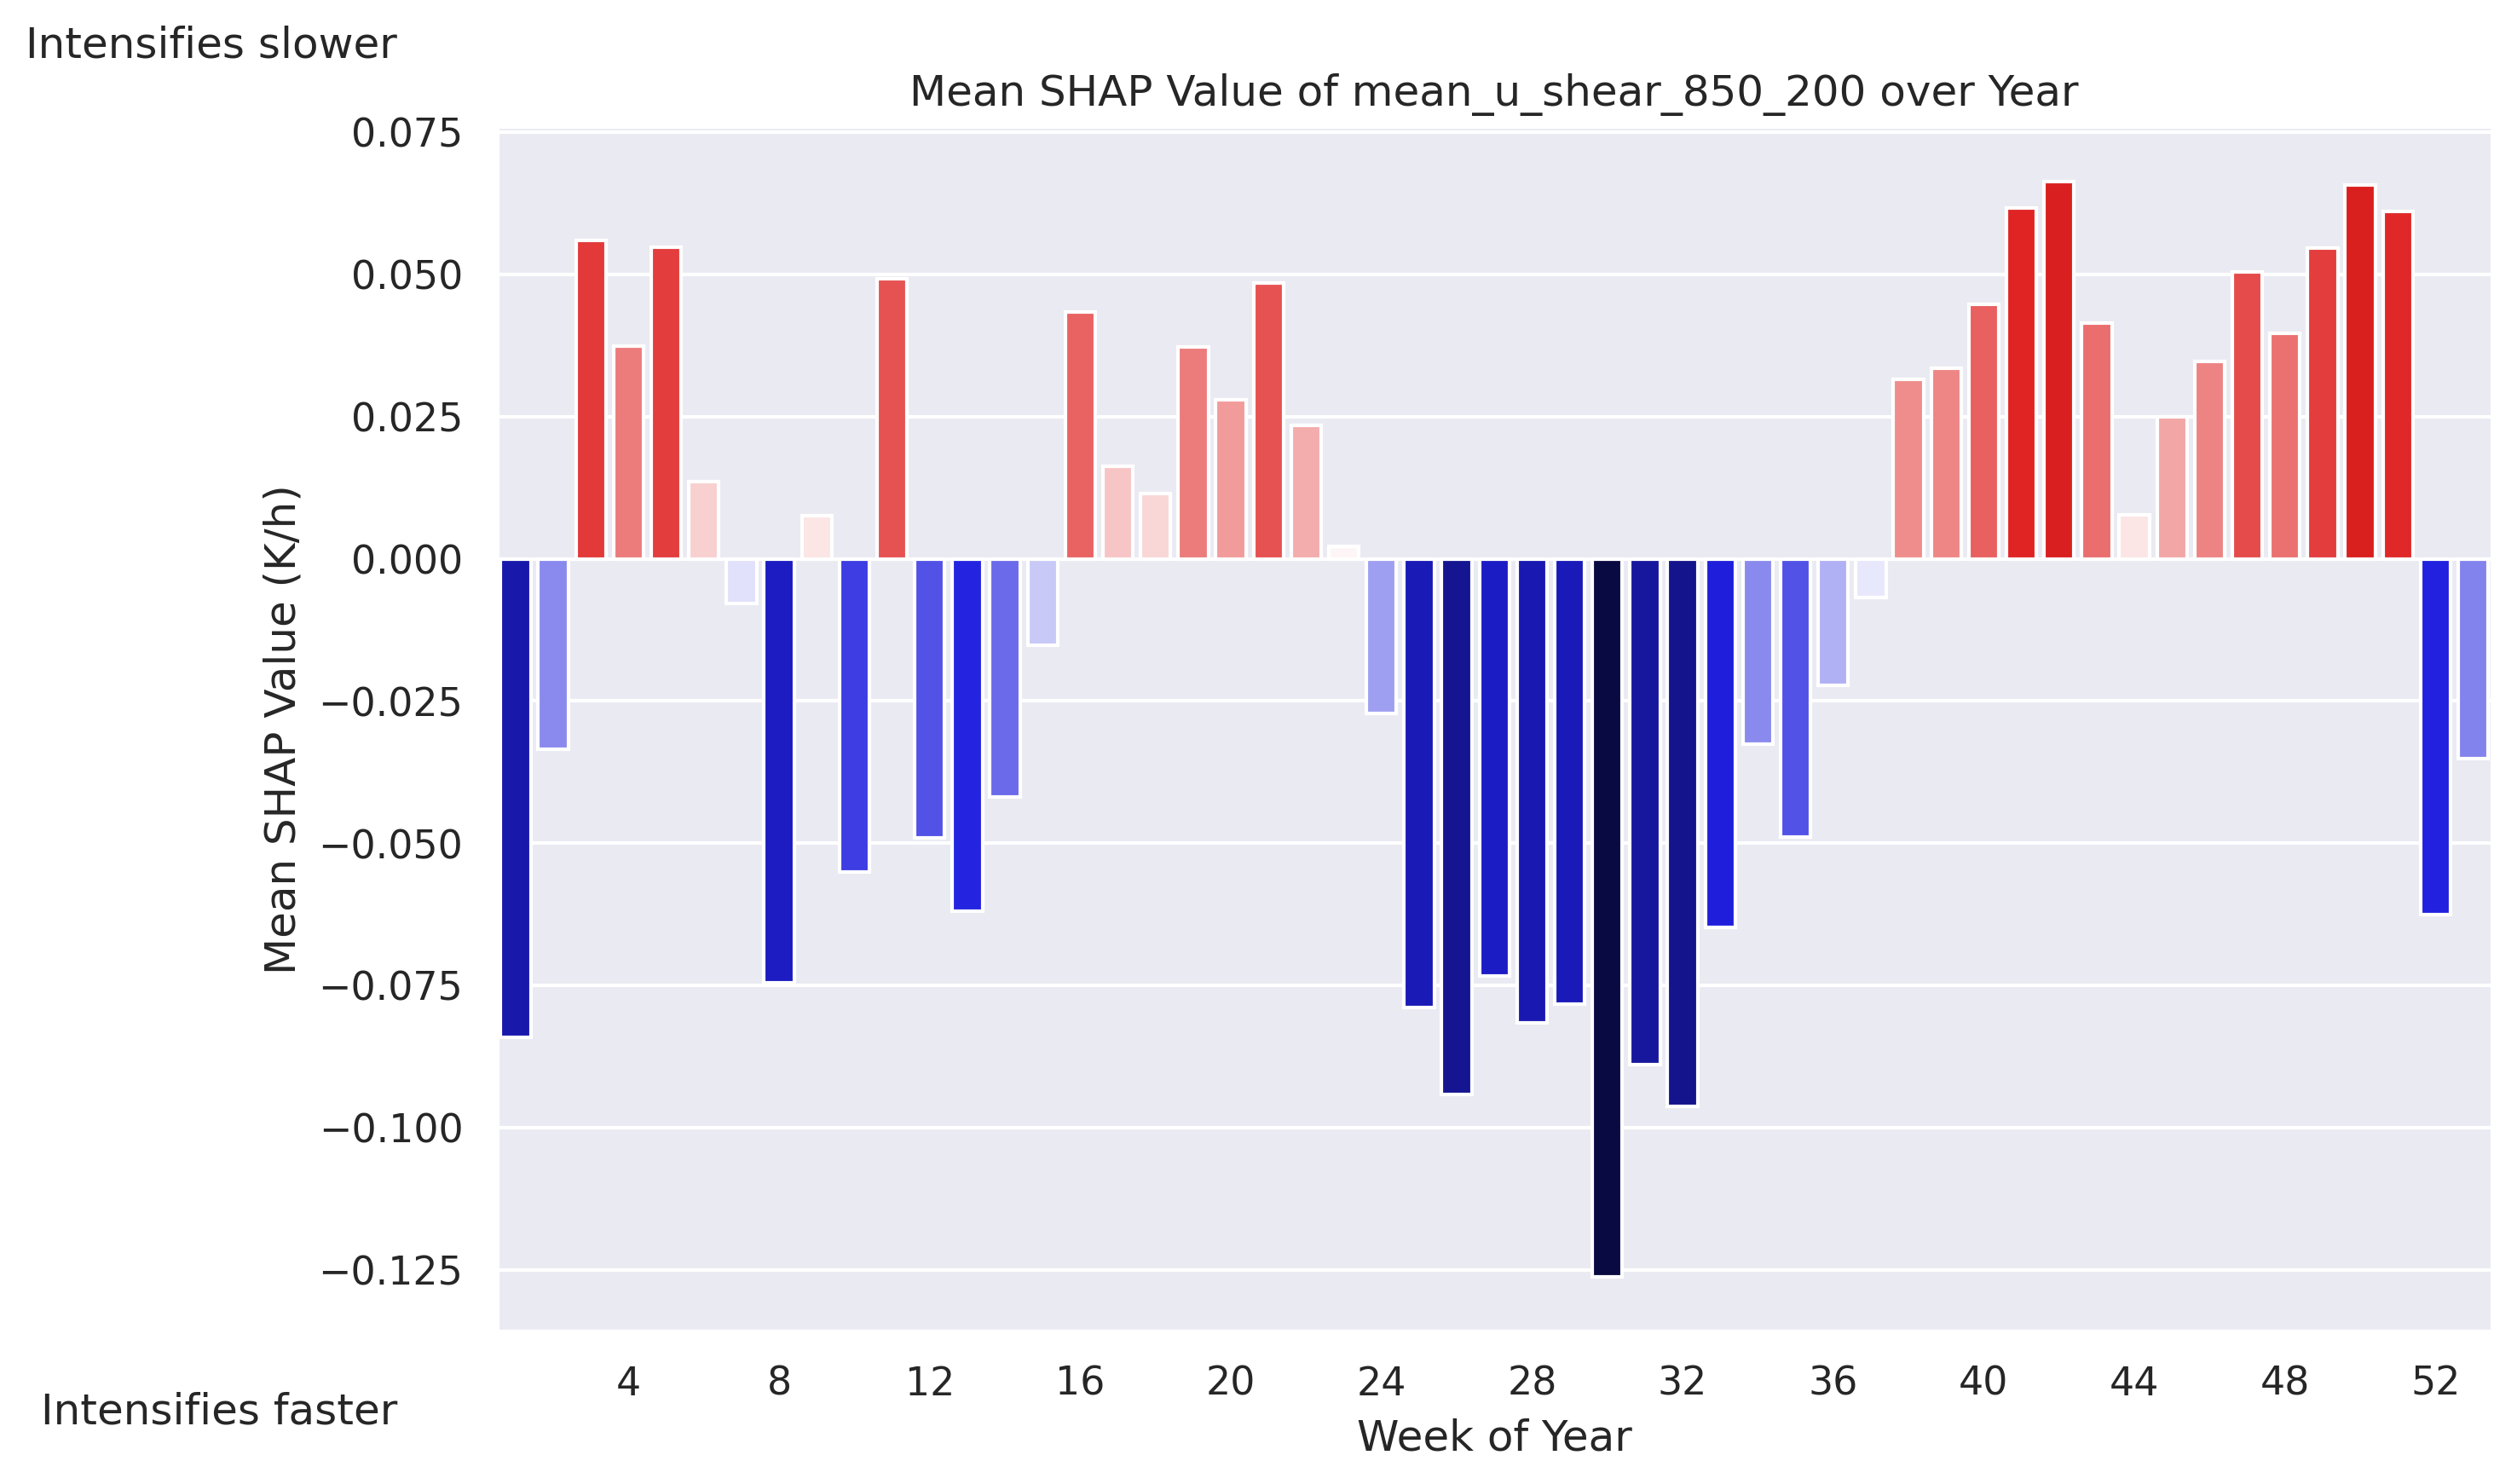 Intensifies slower
Mean SHAP Value of mean_u_shear_850_200 over Year
0.075
0.050
0.025
0.000
−0.025
−0.050
−0.075
−0.100
−0.125
Mean SHAP Value (K/h)
4 8 12 16 20 24 28 32 36 40 44 48 52
Intensifies faster
Week of Year